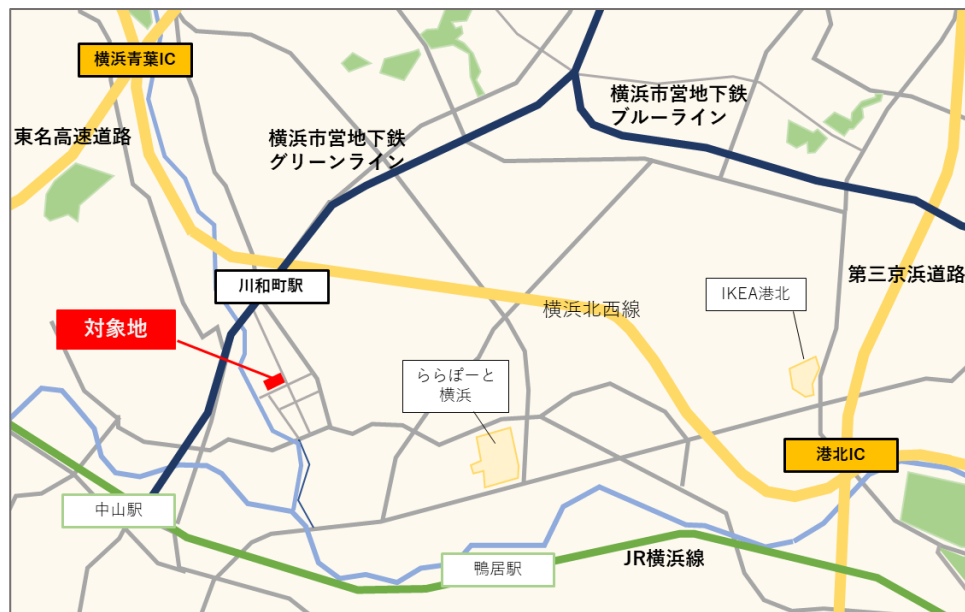 横浜青葉IC
東名高速道路
横浜市営地下鉄
グリーンライン
横浜市営地下鉄
ブルーライン
川和町駅
第三京浜道路
IKEA港北
横浜北西線
対象地
ららぽーと
横浜
港北IC
中山駅
鴨居駅
JR横浜線